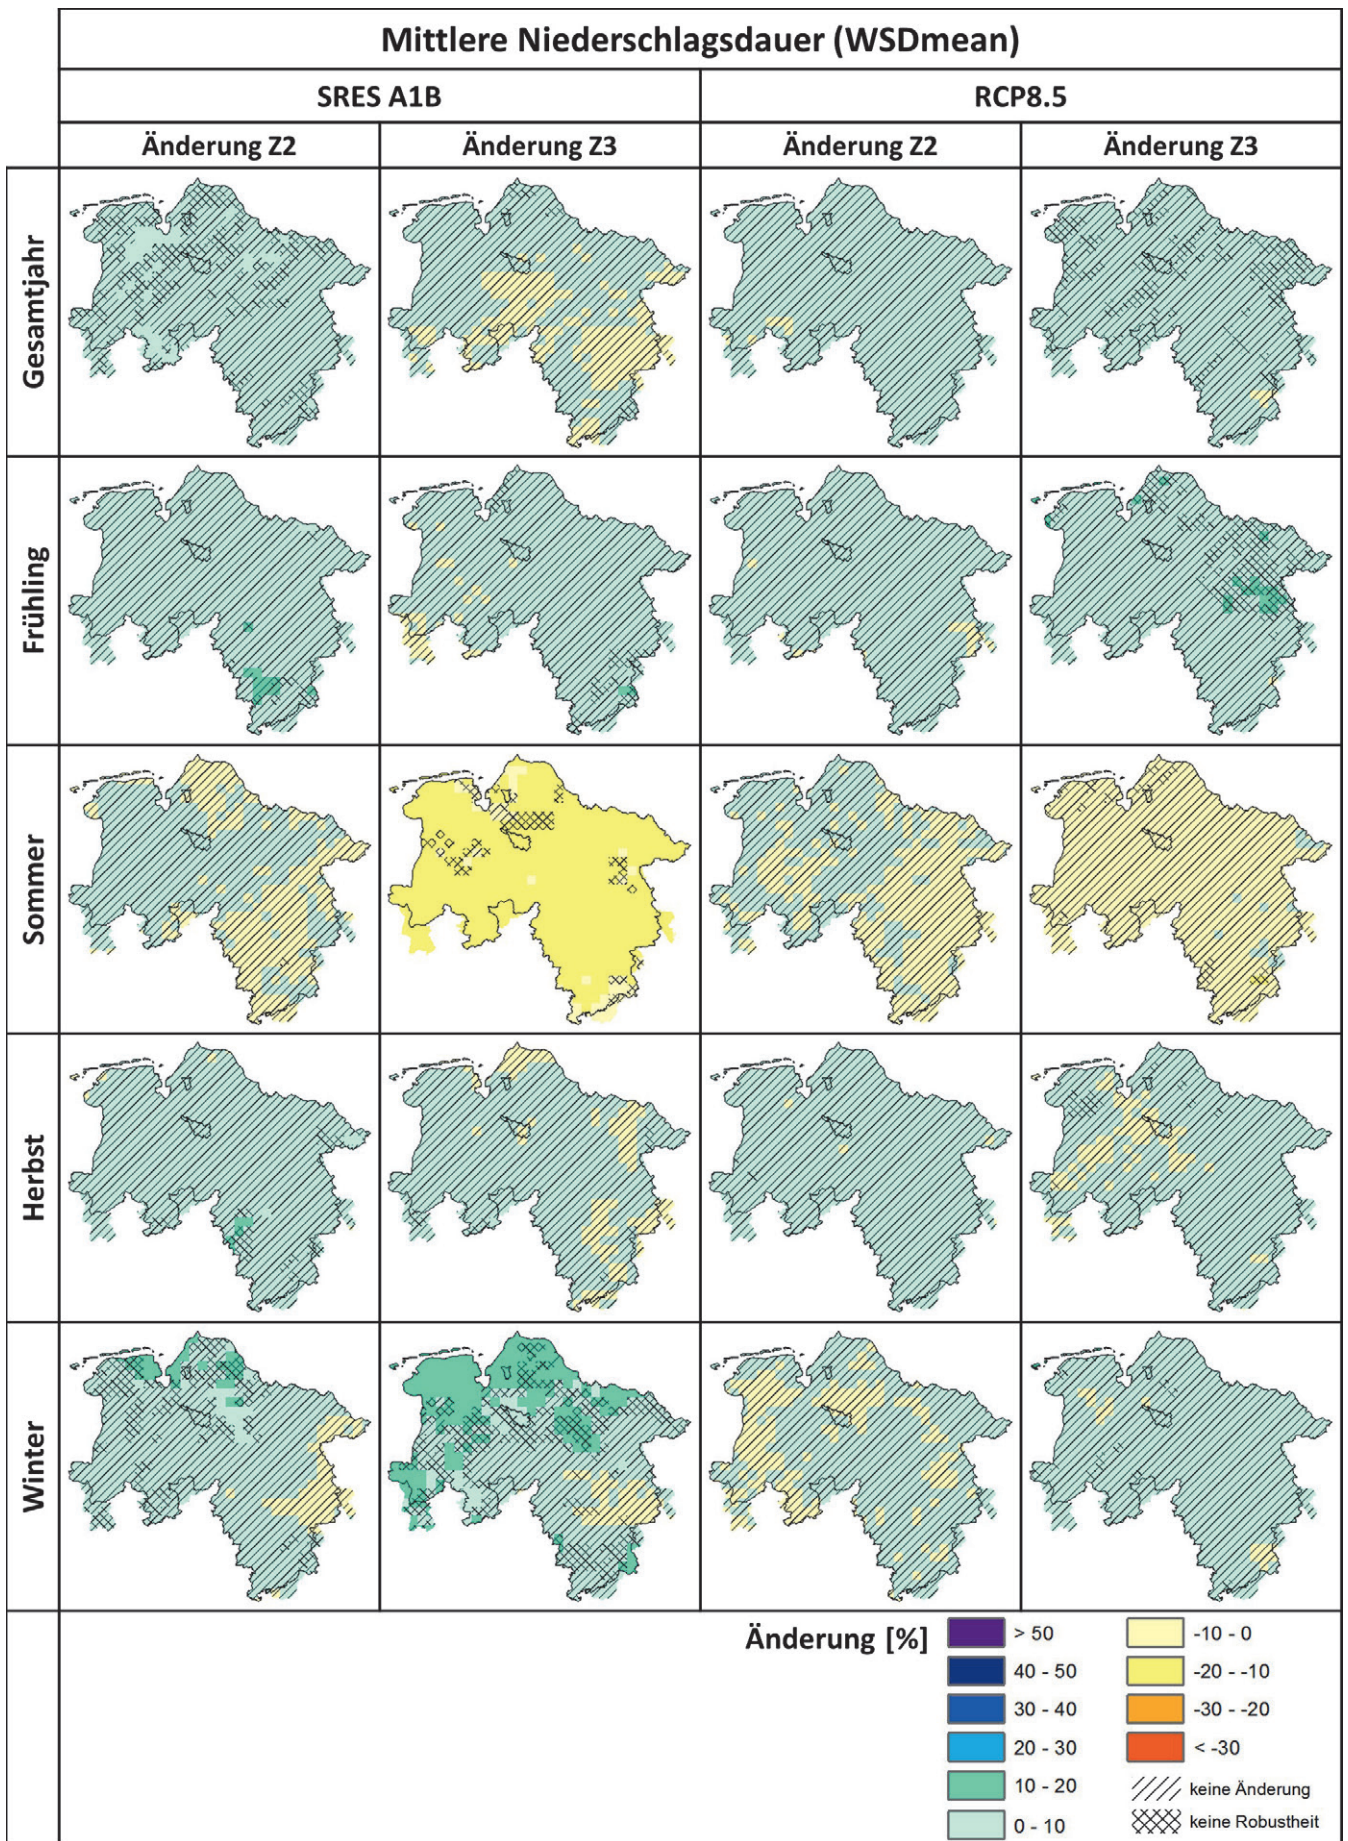 Mittlere Niederschlagsdauer (WSDmean)
SRES A1B
RCP8.5
Änderung Z2
Änderung Z3
Änderung Z2
Änderung Z3
Gesamtjahr
Frühling
Sommer
Herbst
Winter
Änderung [%]
> 50
40 - 50
30 - 40
20 - 30
10 - 20
0 - 10
-10 - 0
-20 - -10
-30 - -20
< -30
keine Änderung
keine Robustheit